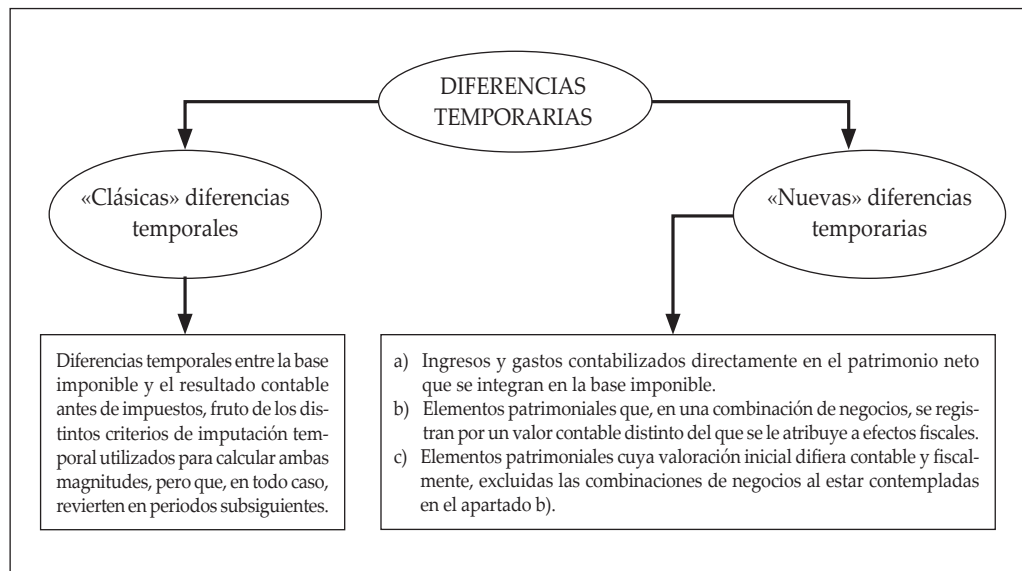 DIFERENCIAS
TEMPORARIAS
«Clásicas» diferencias
temporales
«Nuevas» diferencias
temporarias
Diferencias temporales entre la base
imponible y el resultado contable
antes de impuestos, fruto de los dis-
tintos criterios de imputación tem-
poral utilizados para calcular ambas
magnitudes, pero que, en todo caso,
revierten en periodos subsiguientes.
a) Ingresos y gastos contabilizados directamente en el patrimonio neto
que se integran en la base imponible.
b) Elementos patrimoniales que, en una combinación de negocios, se regis-
tran por un valor contable distinto del que se le atribuye a efectos fiscales.
c) Elementos patrimoniales cuya valoración inicial difiera contable y fiscal-
mente, excluidas las combinaciones de negocios al estar contempladas
en el apartado b).